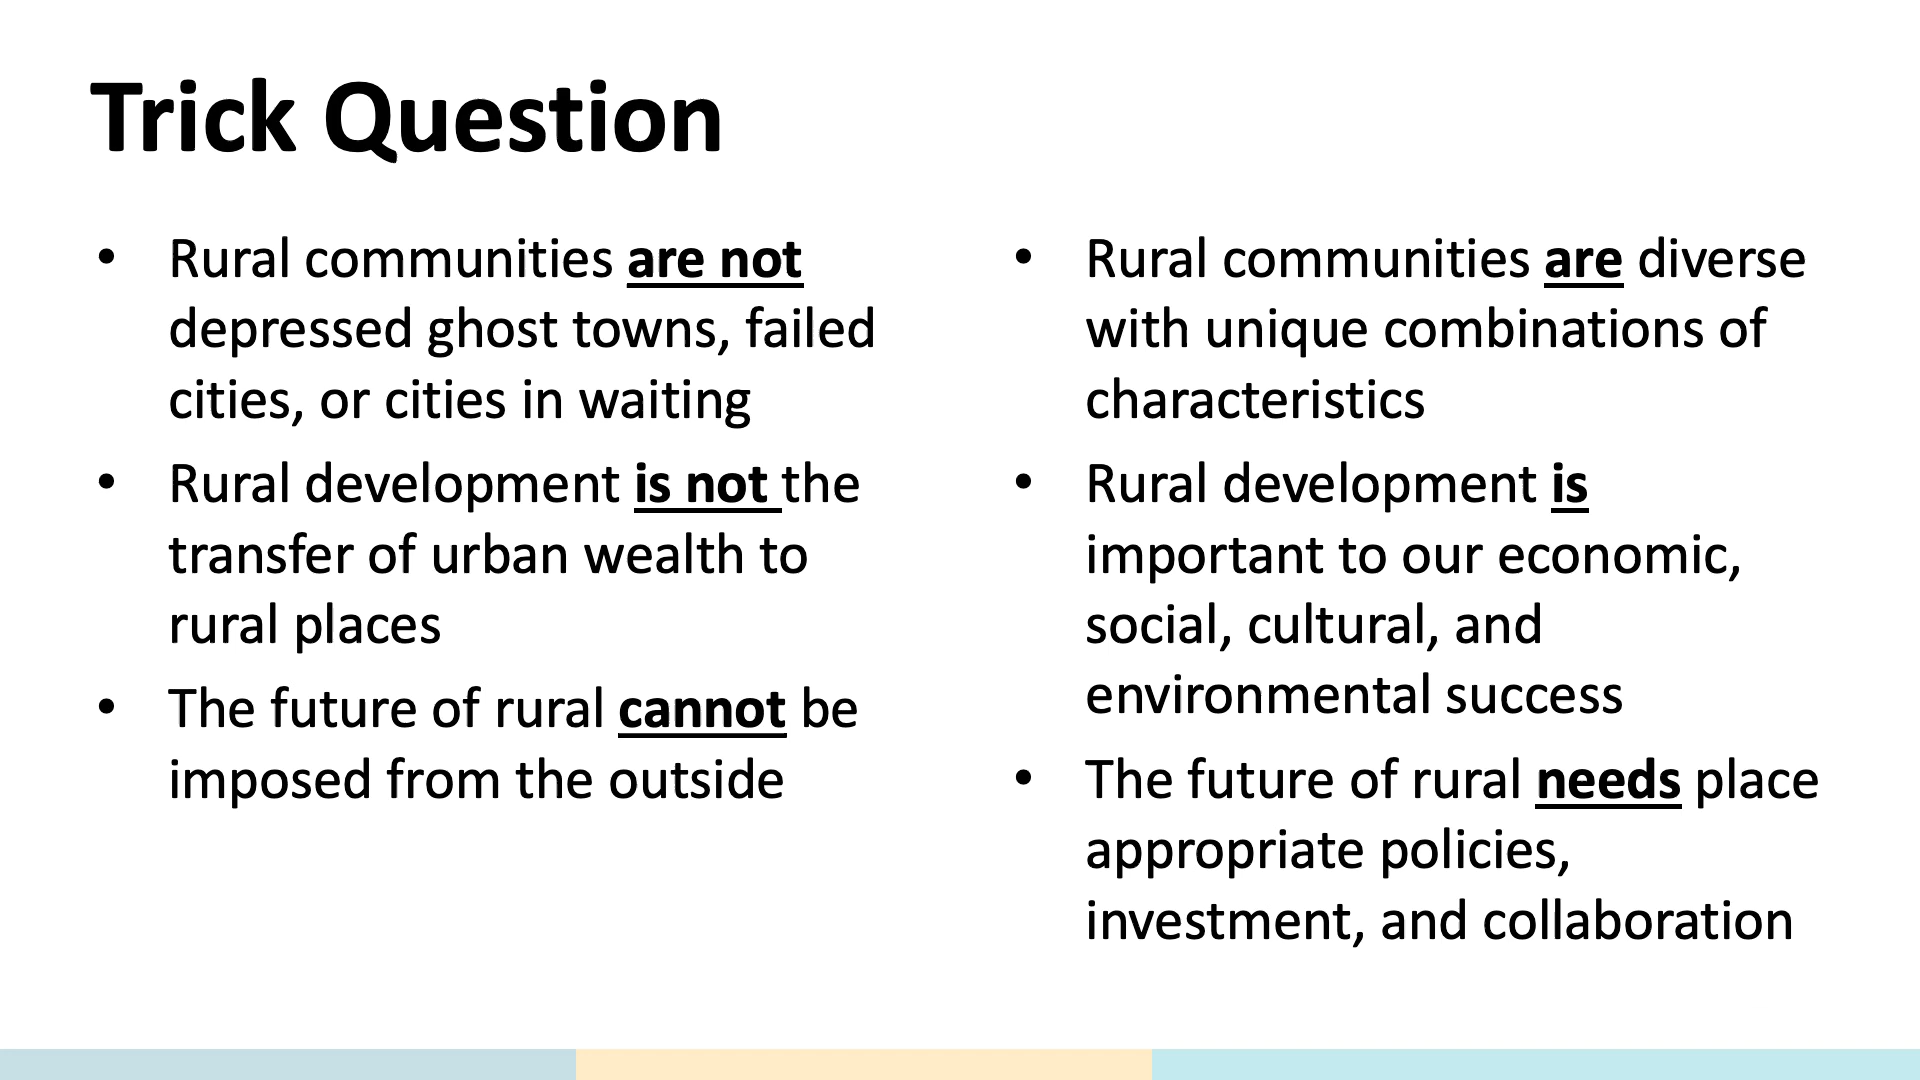 Trick Question
• Rural communities are not
depressed ghost towns, failed
cities, or cities in waiting
• Rural development is not the
transfer of urban wealth to
rural places
• The future of rural cannot be
imposed from the outside
• Rural communities are diverse
with unique combinations of
characteristics
• Rural development is
important to our economic,
social, cultural, and
environmental success
• The future of rural needs place
appropriate policies,
investment, and collaboration